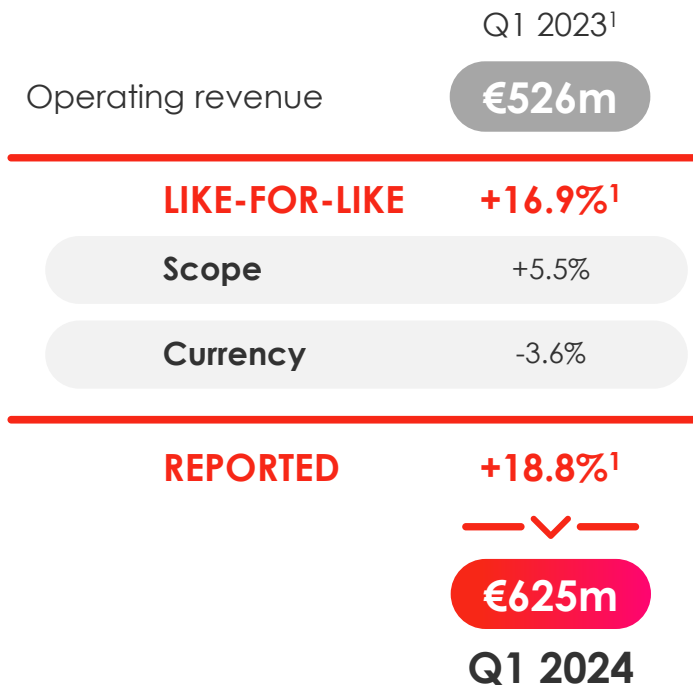 Q1 2023¹
Operating revenue €526m
LIKE-FOR-LIKE +16.9%¹
Scope +5.5%
Currency -3.6%
REPORTED +18.8%¹
€625m
Q1 2024